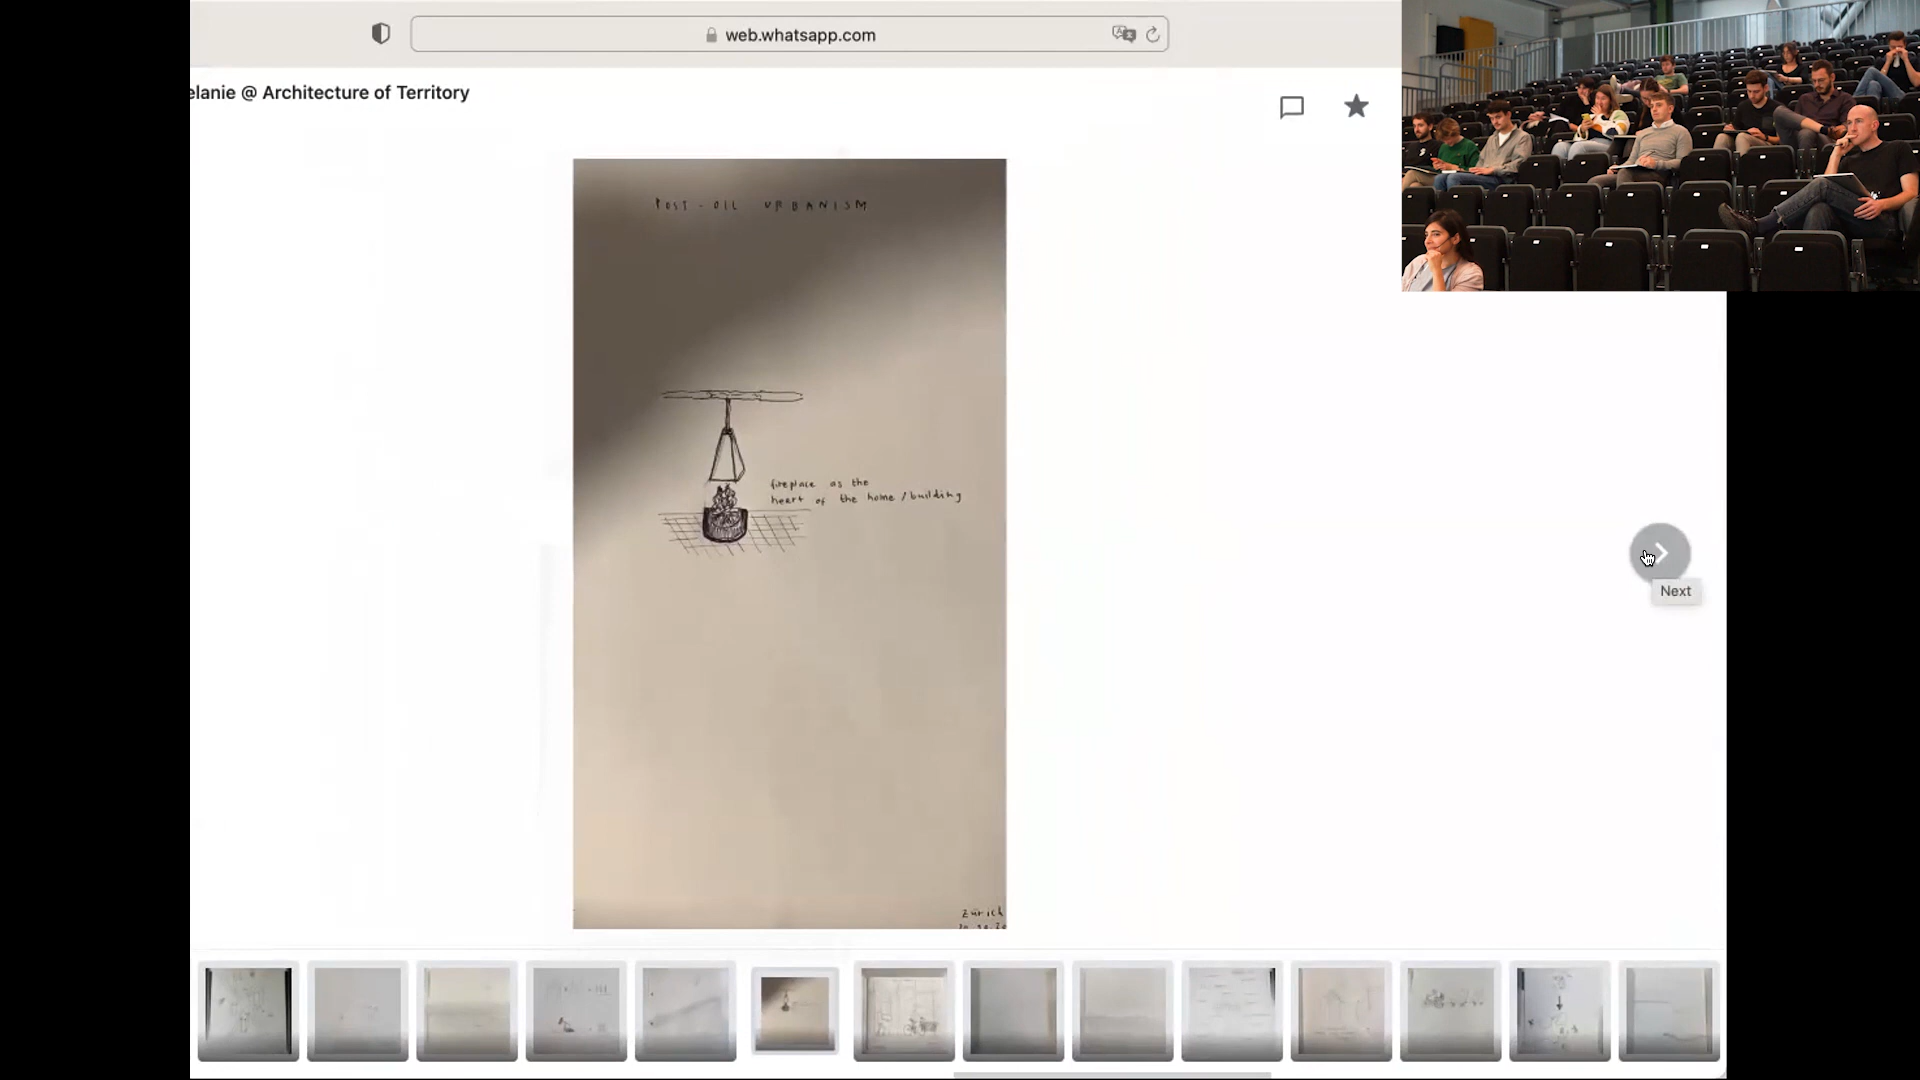 web.whatsapp.com
elanie @ Architecture of Territory
POST - OIL URBANISM
fireplace as the
heart of the home / building
Next
Zürich